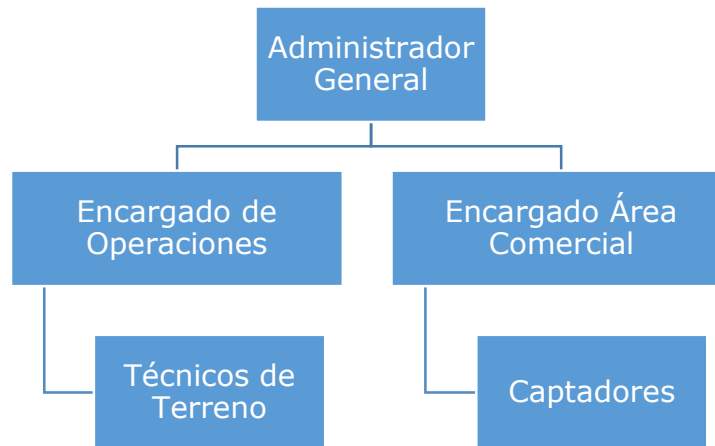 Administrador
General
Encargado de
Operaciones
Encargado Área
Comercial
Técnicos de
Terreno
Captadores